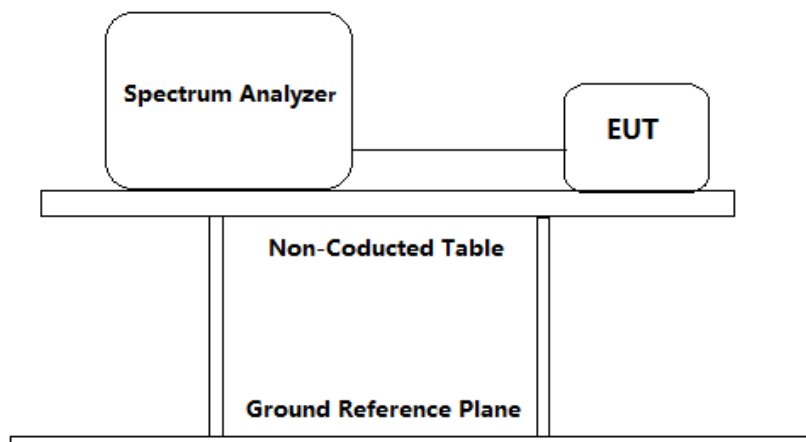 Spectrum Analyzer
EUT
Non-Coducted Table
Ground Reference Plane